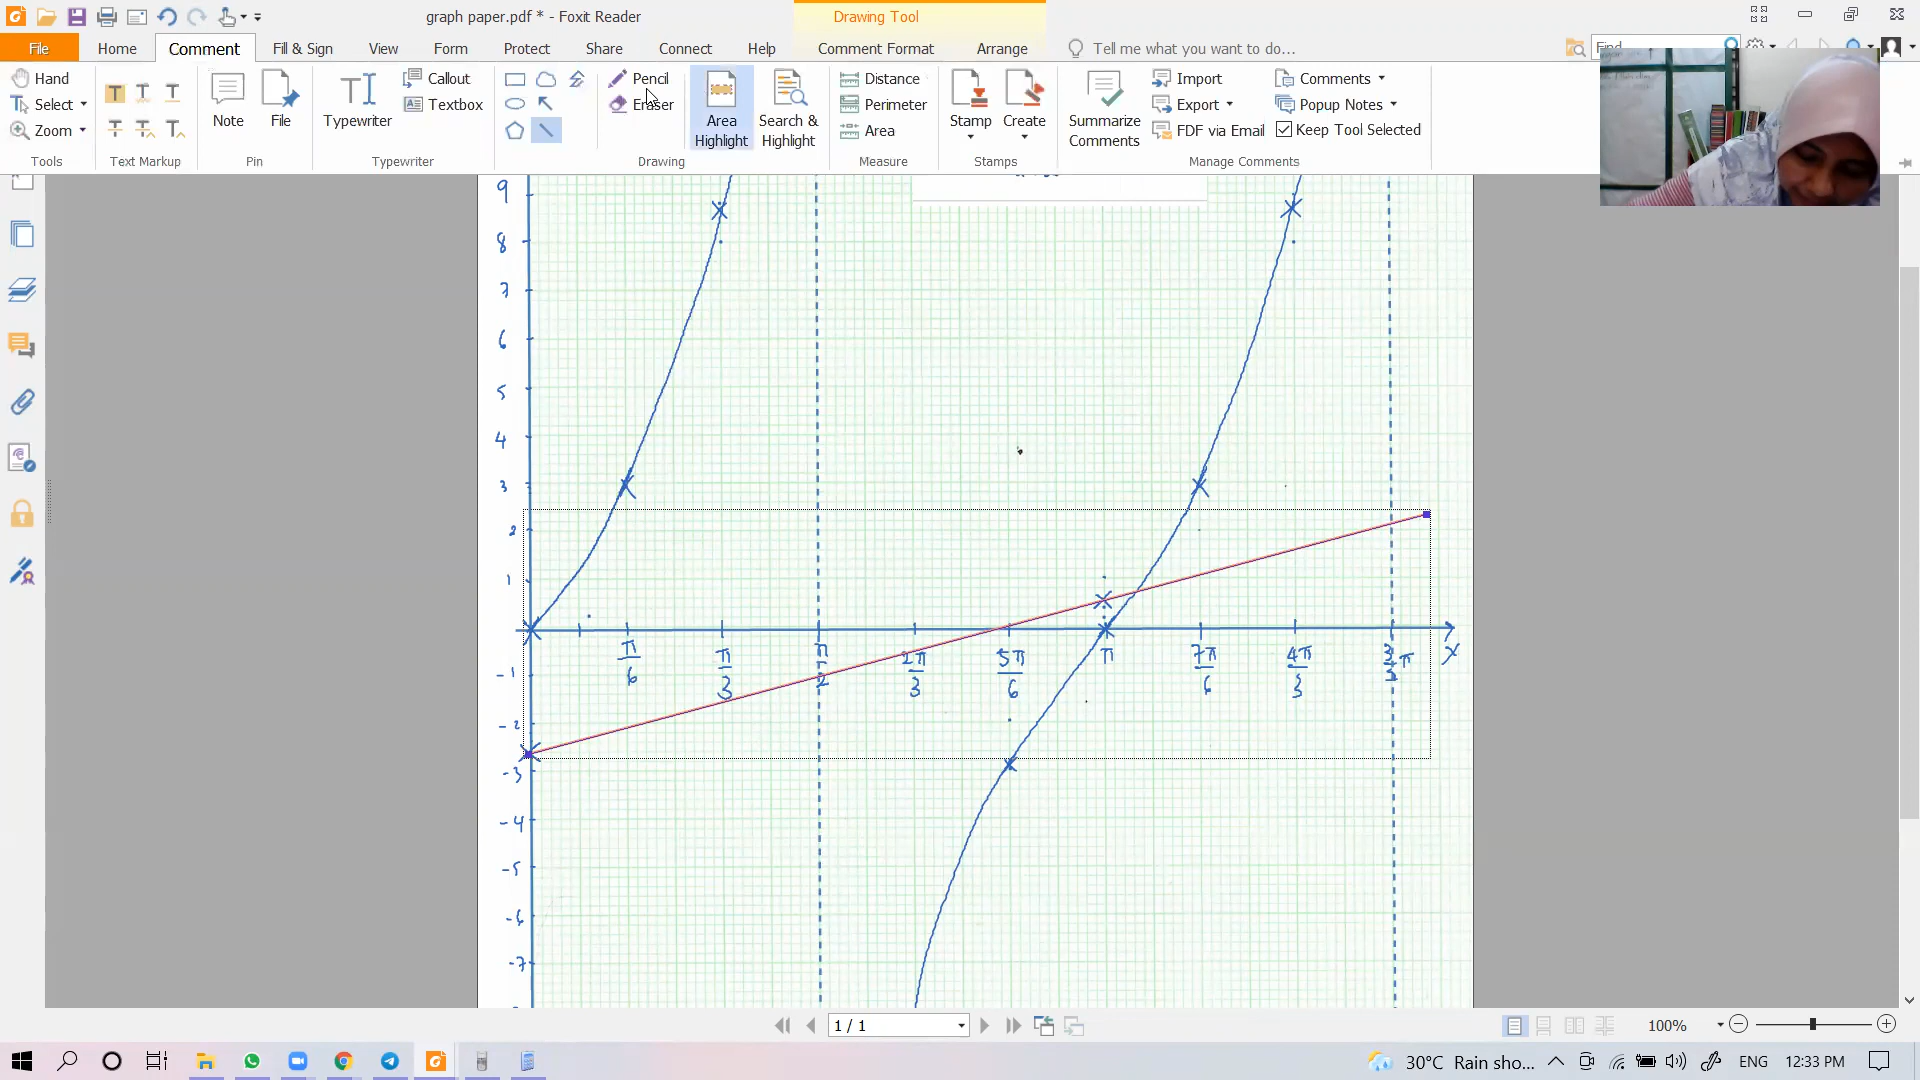 graph paper.pdf * - Foxit Reader
Drawing Tool
File
Home
Comment
Fill & Sign
View
Form
Protect
Share
Connect
Help
Comment Format
Arrange
Tell me what you want to do...
Find
Hand
Select
Zoom
Tools
Text Markup
Note
File
Pin
Typewriter
Callout
Textbox
Typewriter
Pencil
Eraser
Area Highlight
Search & Highlight
Drawing
Distance
Perimeter
Area
Measure
Stamp
Create
Stamps
Summarize Comments
Import
Export
FDF via Email
Comments
Popup Notes
Keep Tool Selected
Manage Comments
9
8
7
6
5
4
3
2
1
π/6 π/3 π/2 2π/3 5π/6 π 7π/6 4π/3 x
-1
-2
-3
-4
-5
-6
-7
1 / 1
100%
30°C Rain sho...
ENG
12:33 PM